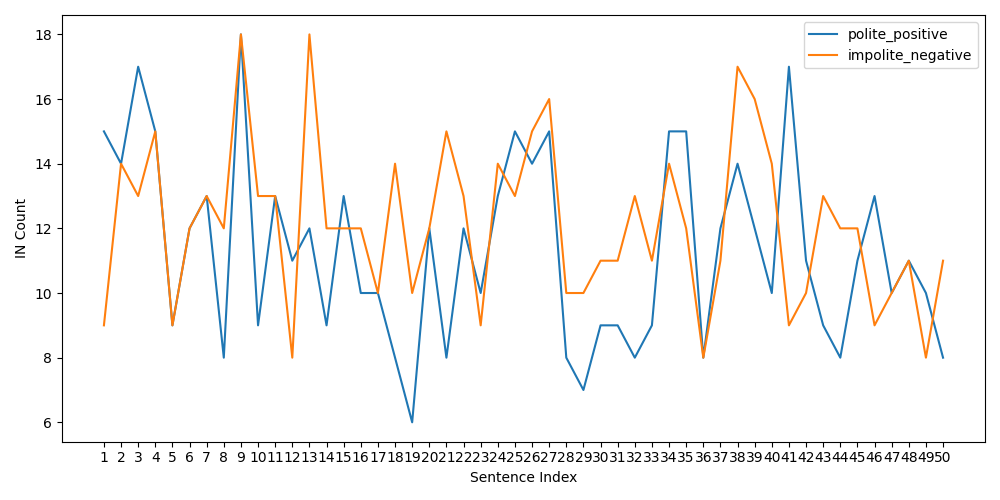 polite_positive
impolite_negative
18
16
14
12
10
8
6
IN Count
1 2 3 4 5 6 7 8 9 10 11 12 13 14 15 16 17 18 19 20 21 22 23 24 25 26 27 28 29 30 31 32 33 34 35 36 37 38 39 40 41 42 43 44 45 46 47 48 49 50
Sentence Index